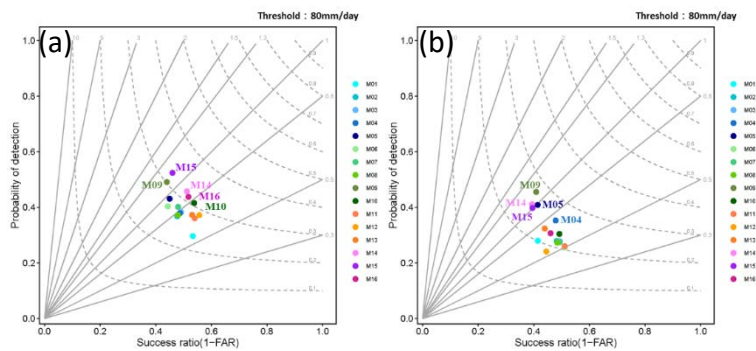 Threshold : 80mm/day
(a)
1.0
0.8
0.6
0.4
0.2
0.0
Probability of detection
M15
M09
M14
M16
M10
0.0
0.2
0.4
0.6
0.8
1.0
Success ratio(1-FAR)
M01
M02
M03
M04
M05
M06
M07
M08
M09
M10
M11
M12
M13
M14
M15
M16
Threshold : 80mm/day
(b)
1.0
0.8
0.6
0.4
0.2
0.0
Probability of detection
M09
M14
M05
M15
M04
0.0
0.2
0.4
0.6
0.8
1.0
Success ratio(1-FAR)
M01
M02
M03
M04
M05
M06
M07
M08
M09
M10
M11
M12
M13
M14
M15
M16